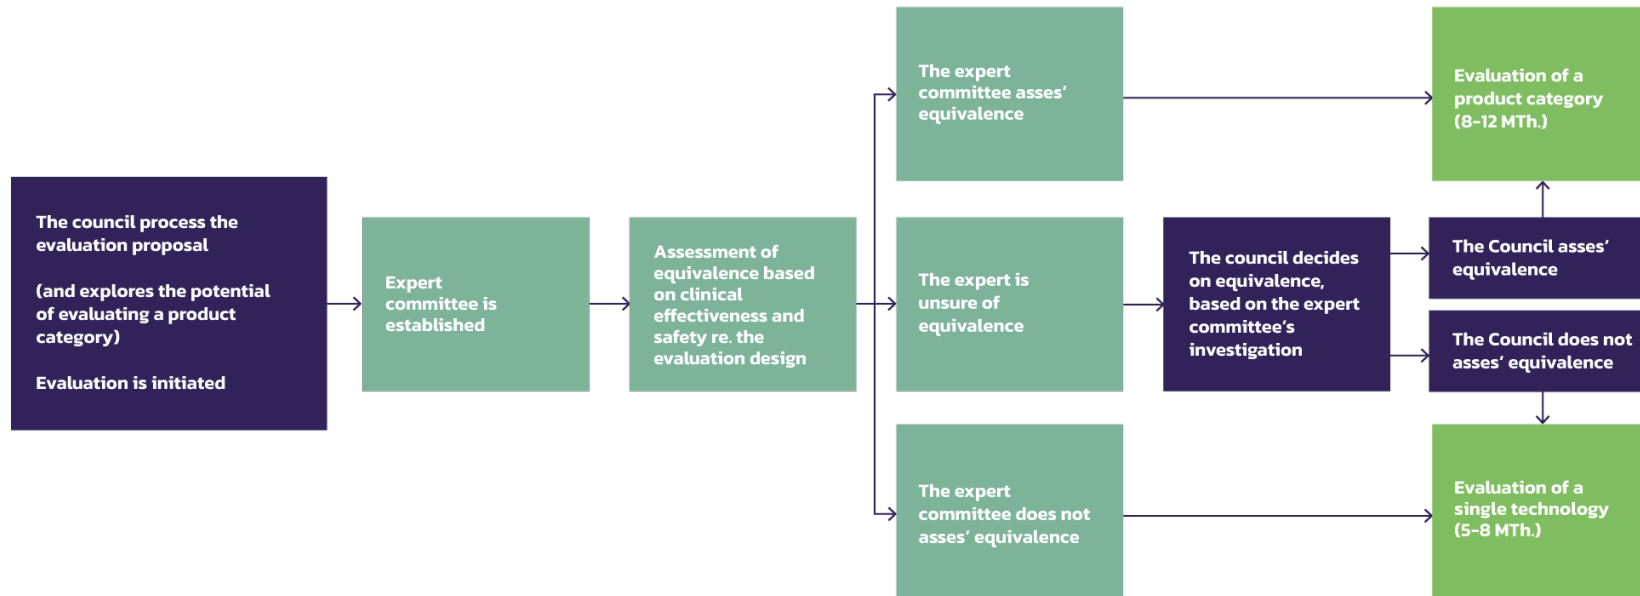 The council process the
evaluation proposal
(and explores the potential
of evaluating a product
category)
Evaluation is initiated
Expert
committee is
established
Assessment of
equivalence based
on clinical
effectiveness and
safety re. the
evaluation design
The expert
committee asses’
equivalence
The expert is
unsure of
equivalence
The expert
committee does not
asses’ equivalence
The council decides
on equivalence,
based on the expert
committee’s
investigation
The Council asses’
equivalence
The Council does not
asses’ equivalence
Evaluation of a
product category
(8-12 MTh.)
Evaluation of a
single technology
(5-8 MTh.)